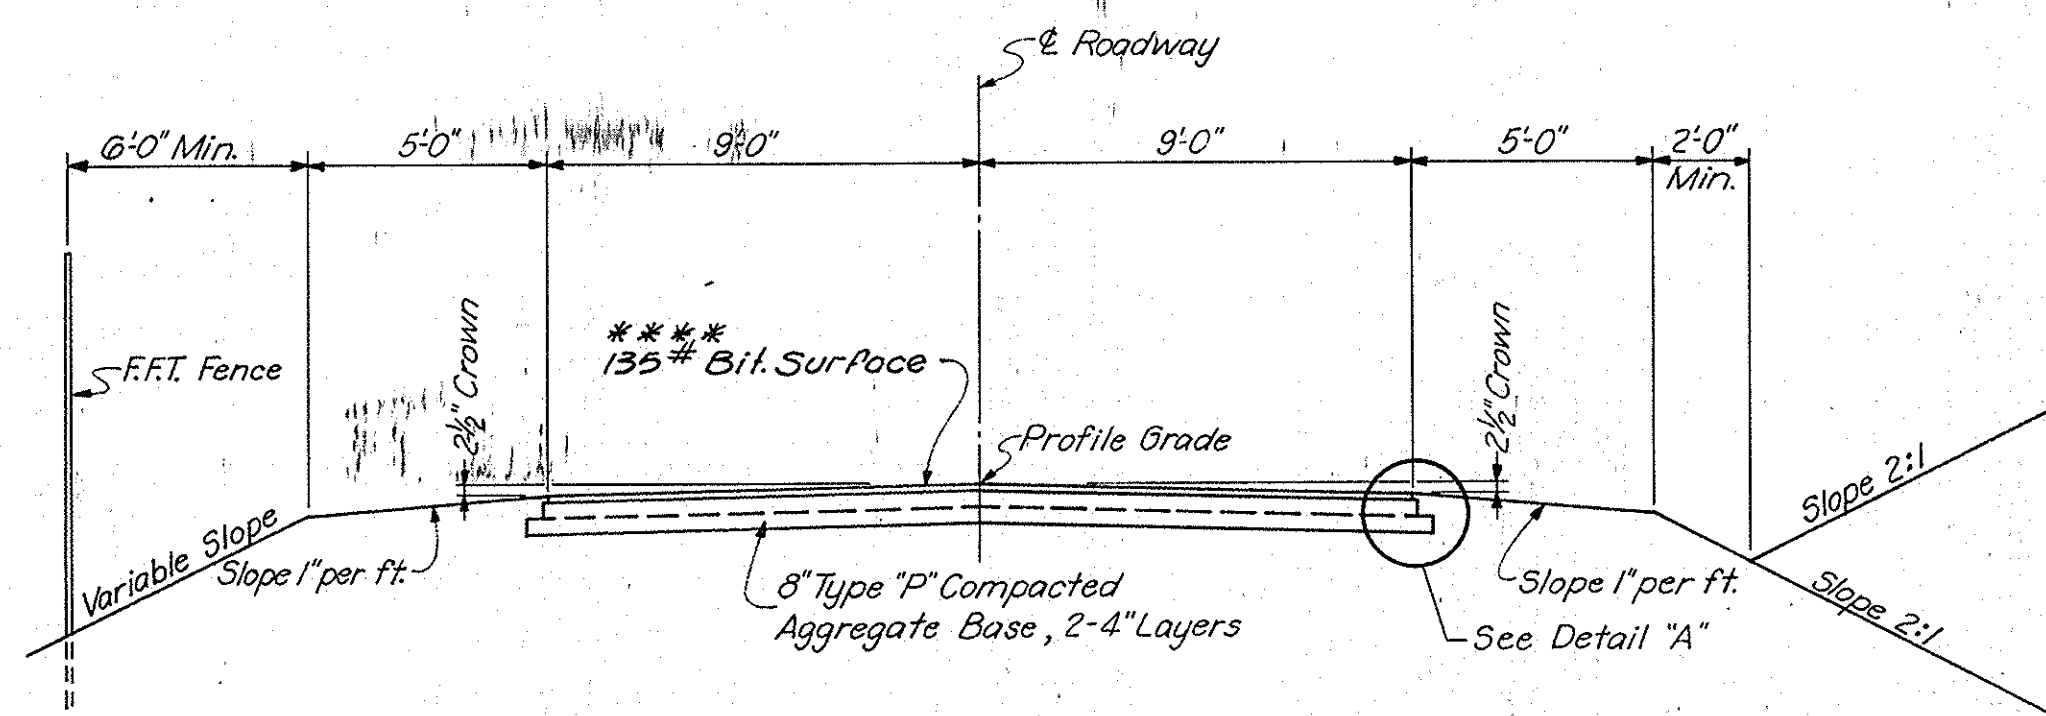 ℄ Roadway
6'-0" Min.
5'-0"
9'-0"
9'-0"
5'-0"
2'-0"
Min.
2½" Crown
2½" Crown
* * * *
135# Bit. Surface
F.F.T. Fence
Profile Grade
Variable Slope
Slope 1" per ft.
8" Type "P" Compacted
Aggregate Base, 2-4" Layers
Slope 1" per ft.
See Detail "A"
Slope 2:1
Slope 2:1